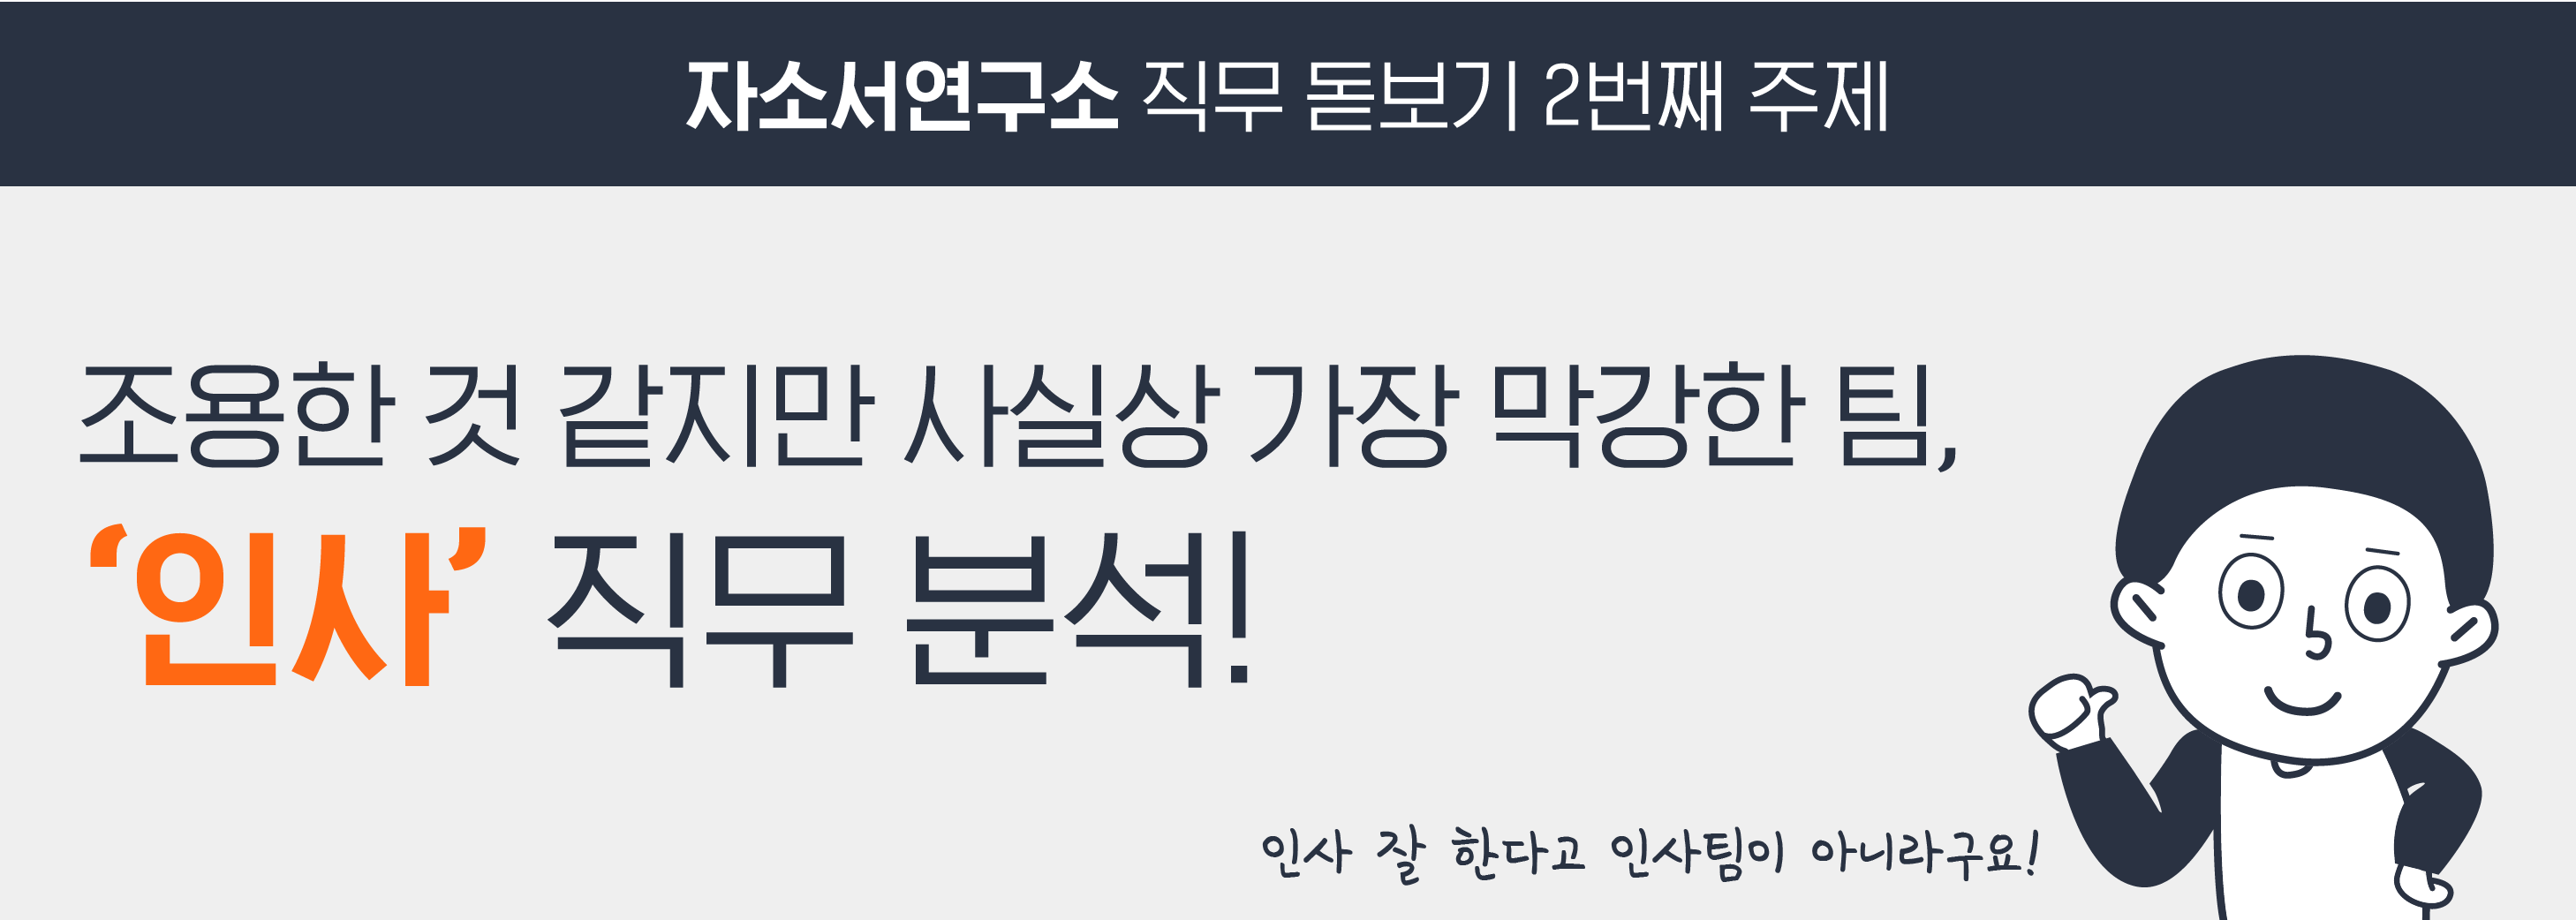 자소서연구소 직무 돋보기 2번째 주제
조용한 것 같지만 사실상 가장 막강한 팀,
‘인사’ 직무 분석!
인사 잘 한다고 인사팀이 아니라구요!